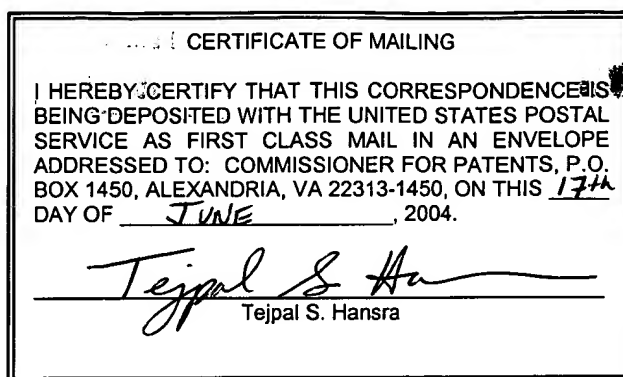 CERTIFICATE OF MAILING
I HEREBY CERTIFY THAT THIS CORRESPONDENCE IS
BEING DEPOSITED WITH THE UNITED STATES POSTAL
SERVICE AS FIRST CLASS MAIL IN AN ENVELOPE
ADDRESSED TO: COMMISSIONER FOR PATENTS, P.O.
BOX 1450, ALEXANDRIA, VA 22313-1450, ON THIS 17th
DAY OF JUNE, 2004.
Tejpal S Ha
Tejpal S. Hansra